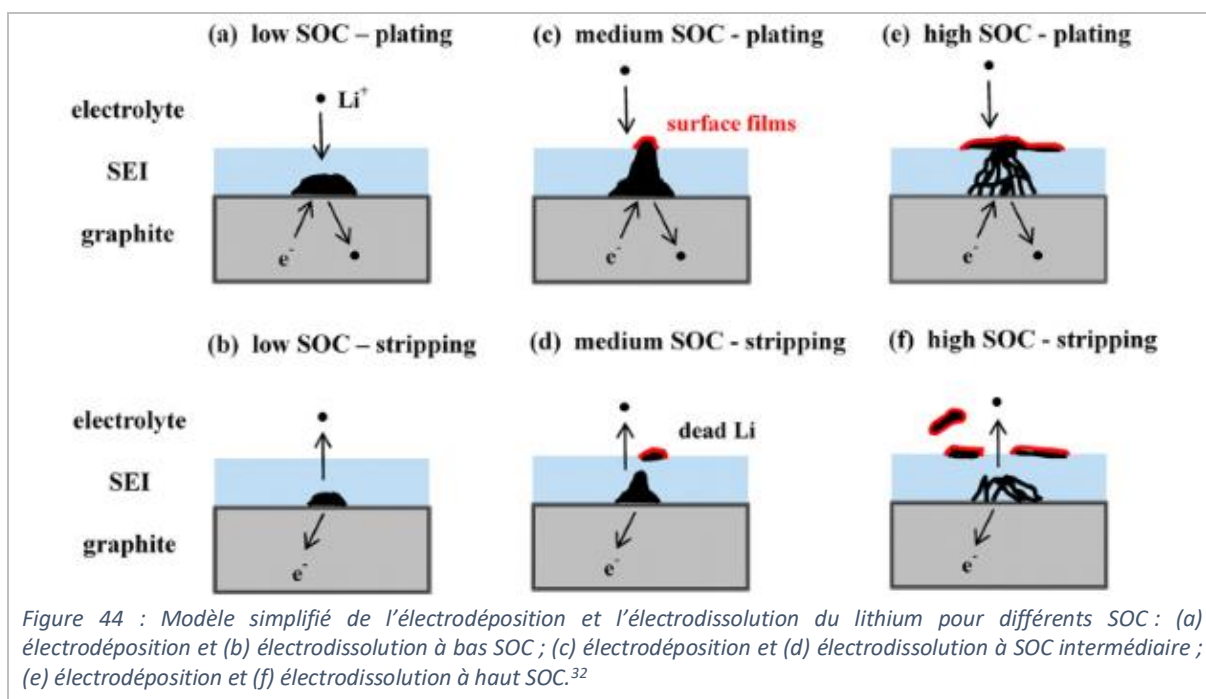 (a) low SOC – plating
(c) medium SOC - plating
(e) high SOC - plating
electrolyte
Li⁺
surface films
SEI
graphite
e⁻
e⁻
e⁻
(b) low SOC – stripping
(d) medium SOC - stripping
(f) high SOC - stripping
electrolyte
dead Li
SEI
graphite
e⁻
e⁻
e⁻
Figure 44 : Modèle simplifié de l’électrodéposition et l’électrodissolution du lithium pour différents SOC : (a)
électrodéposition et (b) électrodissolution à bas SOC ; (c) électrodéposition et (d) électrodissolution à SOC intermédiaire ;
(e) électrodéposition et (f) électrodissolution à haut SOC.³²